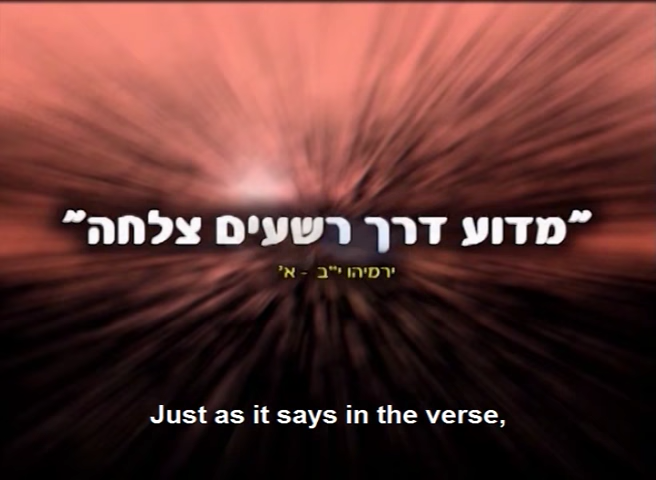 "מדוע דרך רשעים צלחה"
ירמיהו י"ב - א'
Just as it says in the verse,